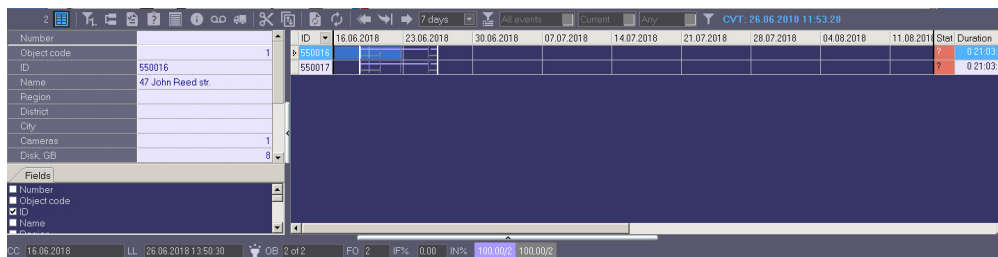 2 7 days All events Current Any CVT: 26.06.2018 11:53:28
Number
Object code 1
ID 550016
Name 47 John Reed str.
Region
District
City
Cameras 1
Disk, GB 8
Fields
Number
Object code
ID
Name
ID 16.06.2018 23.06.2018 30.06.2018 07.07.2018 14.07.2018 21.07.2018 28.07.2018 04.08.2018 11.08.2018 Stat Duration
550016 ? 0 21:03:
550017 ? 0 21:03:
CC 16.06.2018 LL 26.06.2018 13:50:30 OB 2 of 2 FO 2 IF% 0,00 IN% 100.00/2 100.00/2